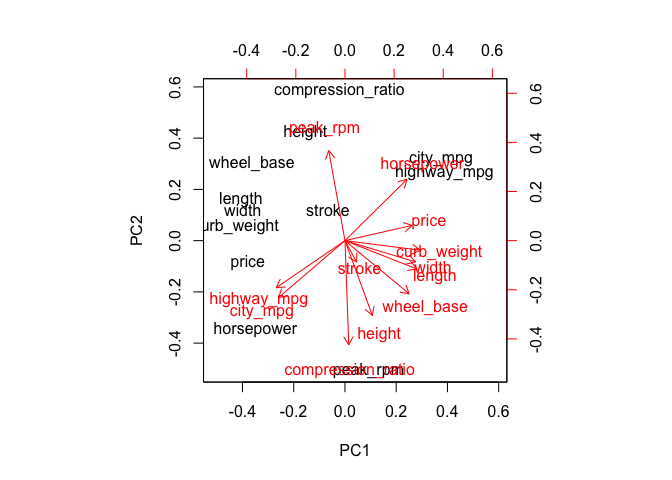 -0.4 -0.2 0.0 0.2 0.4 0.6
compression_ratio
peak_rpm
height
city_mpg
horsepower
wheel_base
highway_mpg
length
width
stroke
price
curb_weight
urb_weight
stroke
width
length
price
highway_mpg
wheel_base
city_mpg
horsepower
height
compression_ratio
peak_rpm
-0.4 -0.2 0.0 0.2 0.4 0.6
-0.4 -0.2 0.0 0.2 0.4 0.6
-0.4 -0.2 0.0 0.2 0.4 0.6
PC1
PC2